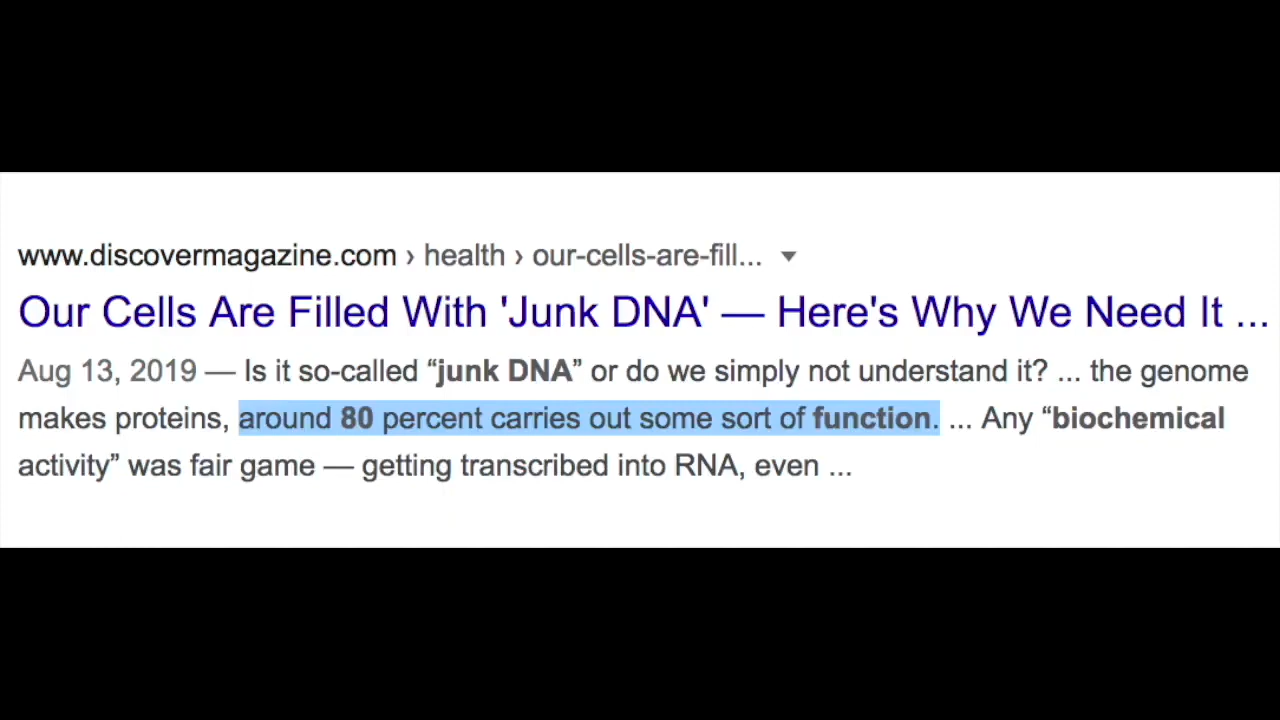 www.discovermagazine.com › health › our-cells-are-fill...
Our Cells Are Filled With 'Junk DNA' — Here's Why We Need It ...
Aug 13, 2019 — Is it so-called “junk DNA” or do we simply not understand it? ... the genome
makes proteins, around 80 percent carries out some sort of function. ... Any “biochemical
activity” was fair game — getting transcribed into RNA, even ...